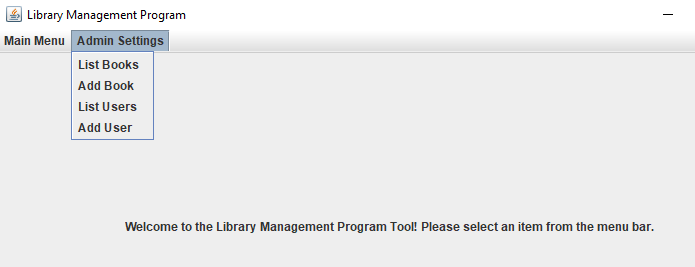 Library Management Program
Main Menu Admin Settings
List Books
Add Book
List Users
Add User
Welcome to the Library Management Program Tool! Please select an item from the menu bar.